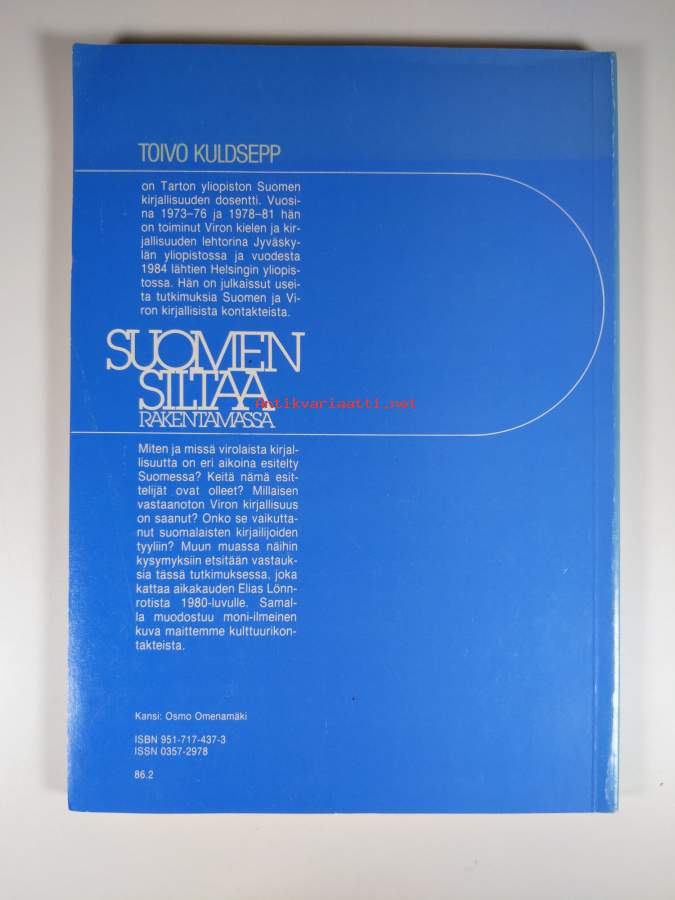 TOIVO KULDSEPP
on Tarton yliopiston Suomen
kirjallisuuden dosentti. Vuosi-
na 1973–76 ja 1978–81 hän
on toiminut Viron kielen ja kir-
jallisuuden lehtorina Jyväsky-
län yliopistossa ja vuodesta
1984 lähtien Helsingin yliopis-
tossa. Hän on julkaissut usei-
ta tutkimuksia Suomen ja Vi-
ron kirjallisista kontakteista.
SUOMEN
SILTAA
Antikvariaatti.net
RAKENTAMASSA
Miten ja missä virolaista kirjal-
lisuutta on eri aikoina esitelty
Suomessa? Keitä nämä esit-
telijät ovat olleet? Millaisen
vastaanoton Viron kirjallisuus
on saanut? Onko se vaikutta-
nut suomalaisten kirjailijoiden
tyyliin? Muun muassa näihin
kysymyksiin etsitään vastauk-
sia tässä tutkimuksessa, joka
kattaa aikakauden Elias Lönn-
rotista 1980-luvulle. Samal-
la muodostuu moni-ilmeinen
kuva maittemme kulttuurikon-
takteista.
Kansi: Osmo Omenamäki
ISBN 951-717-437-3
ISSN 0357-2978
86.2